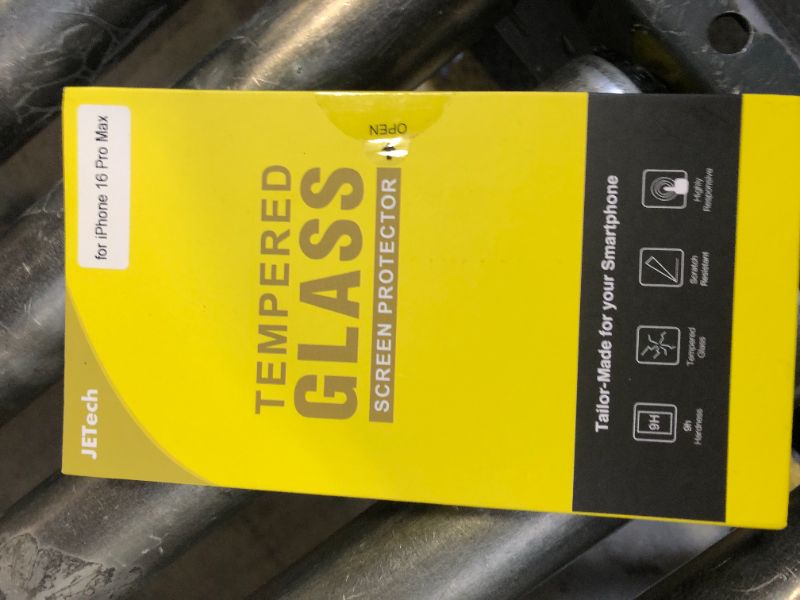 JETech
for iPhone 16 Pro Max
OPEN
TEMPERED
GLASS
SCREEN PROTECTOR
Tailor-Made for your Smartphone
9H
9h
Hardness
Tempered
Glass
Scratch
Resistant
Highly
Responsive